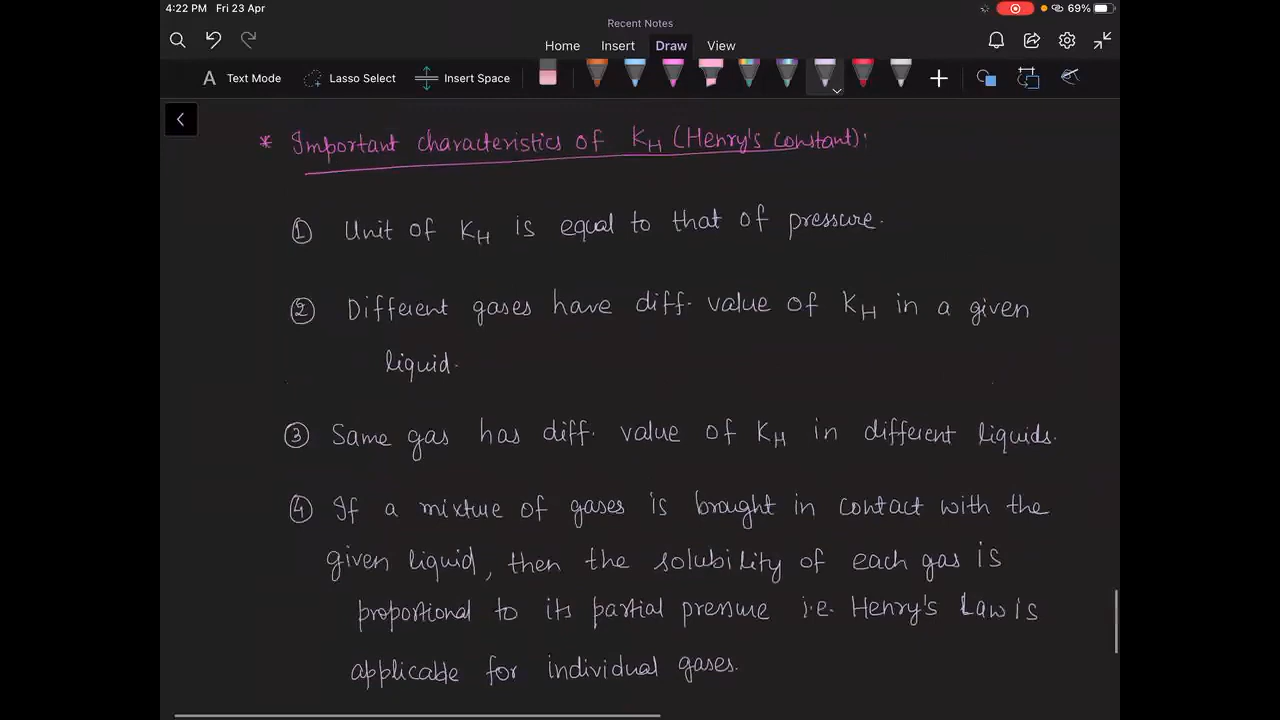 4:22 PM Fri 23 Apr
69%
Recent Notes
Home Insert Draw View
A Text Mode Lasso Select Insert Space
* Important characteristics of KH (Henry's constant):
① Unit of KH is equal to that of pressure.
② Different gases have diff. value of KH in a given
liquid.
③ Same gas has diff. value of KH in different liquids.
④ If a mixture of gases is brought in contact with the
given liquid, then the solubility of each gas is
proportional to its partial pressure i.e. Henry's Law is
applicable for individual gases.